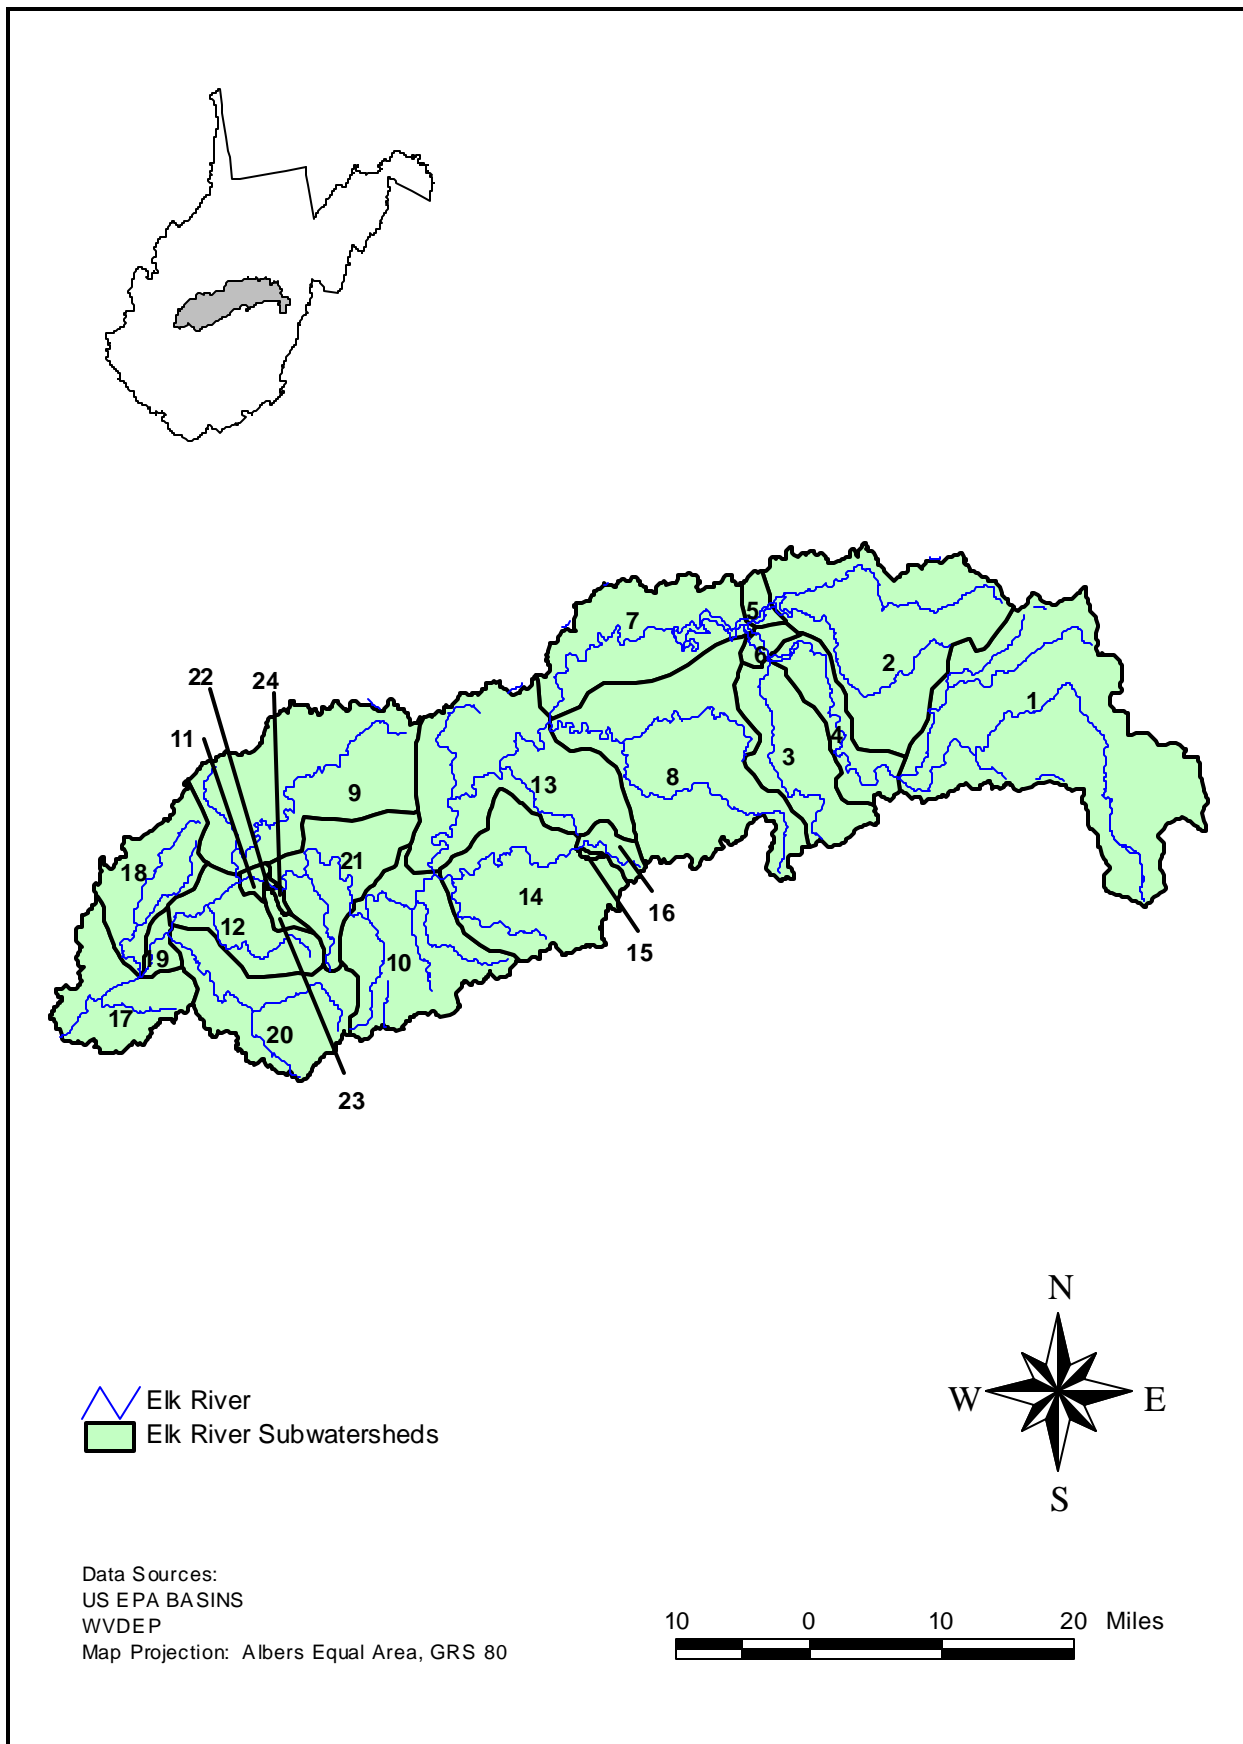 5
7
6
2
22
24
1
11
4
3
8
9
13
21
16
18
14
12
15
19
10
17
20
23
N
W
E
S
Elk River
Elk River Subwatersheds
Data Sources:
US EPA BASINS
WVDEP
Map Projection: Albers Equal Area, GRS 80
10 0 10 20 Miles